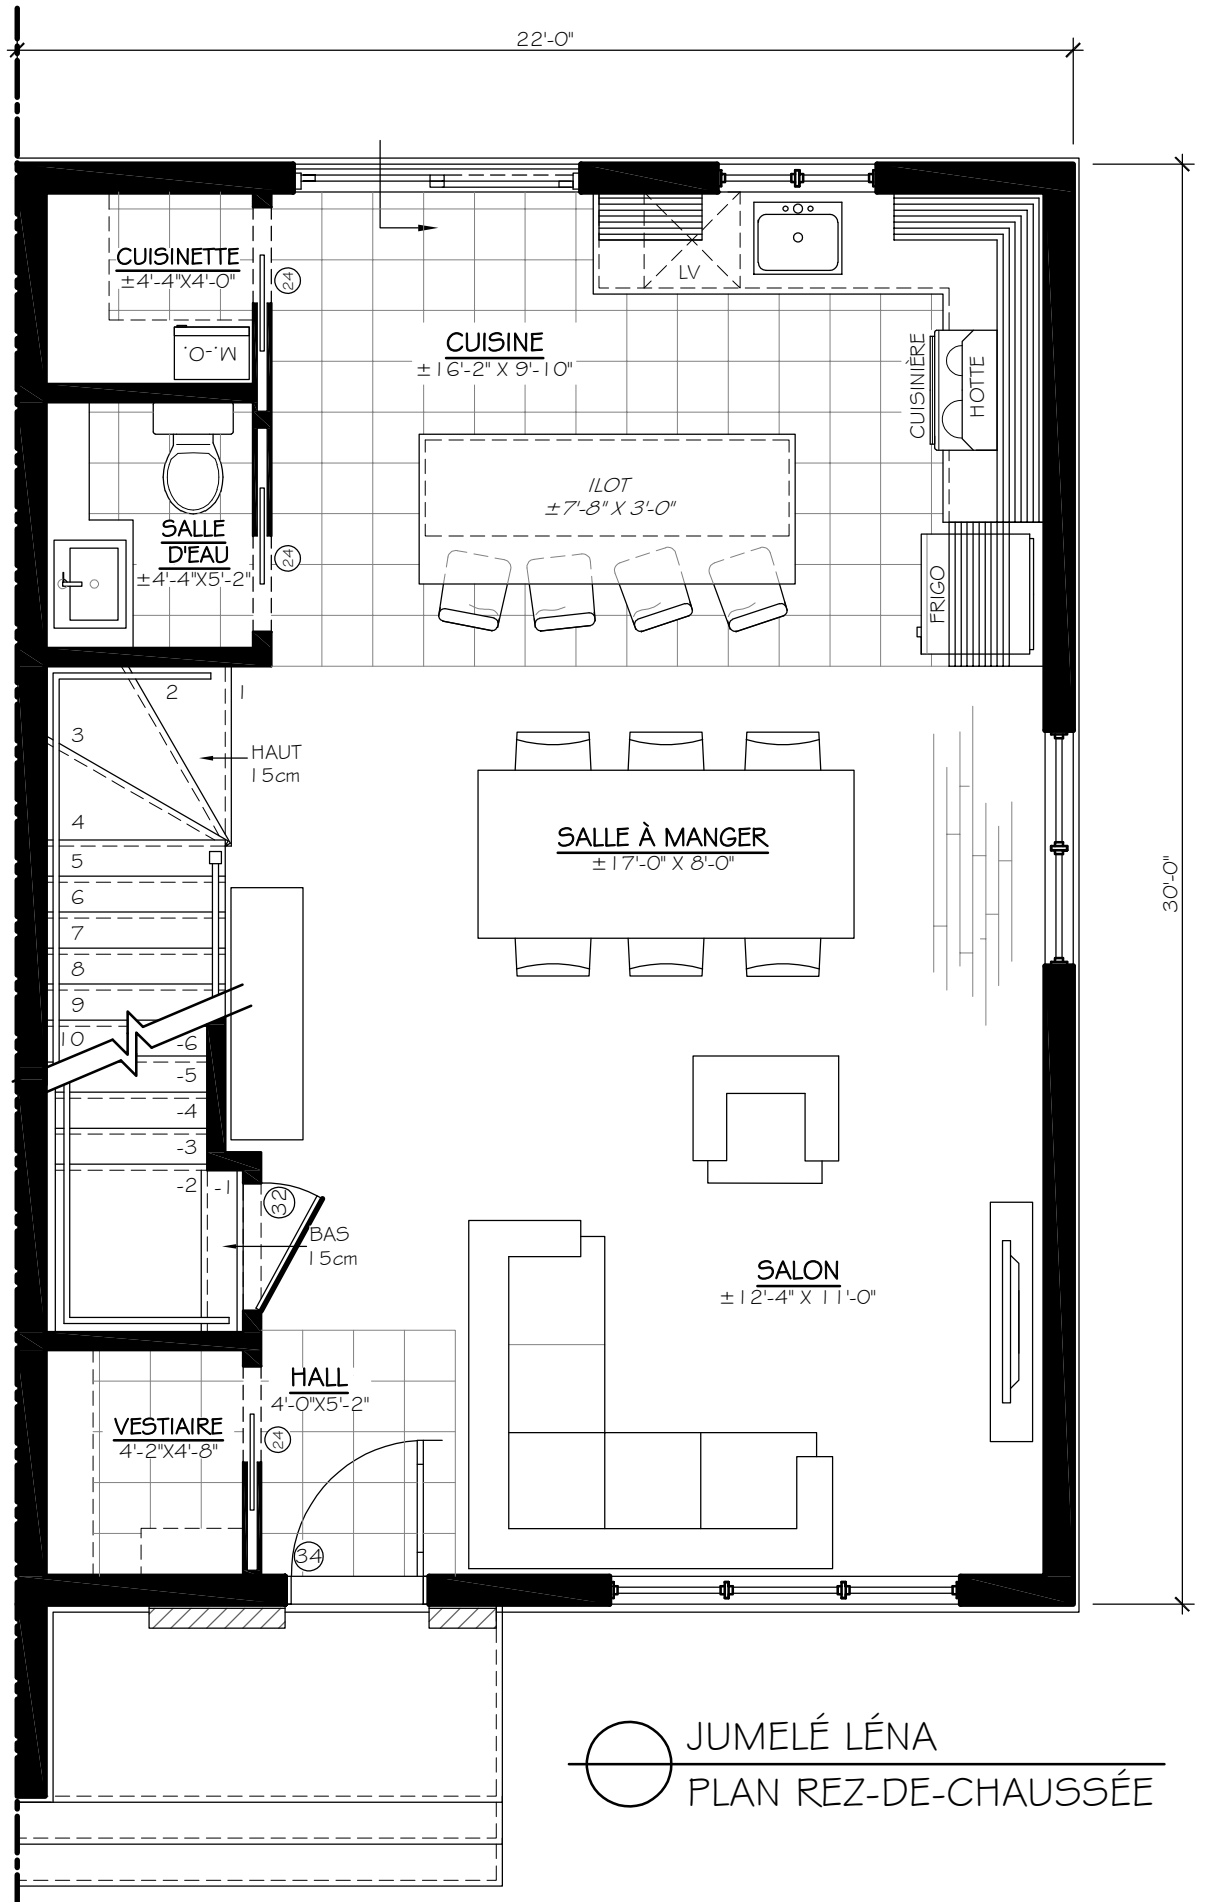 22'-0"
CUISINETTE
±4'-4"X4'-0"
24
M.-O.
LV
CUISINE
±16'-2" X 9'-10"
CUISINIÈRE
HOTTE
ILOT
±7'-8" X 3'-0"
SALLE
D'EAU
±4'-4"X5'-2"
24
FRIGO
2
1
3
HAUT
15cm
4
5
6
7
8
9
10
-6
-5
-4
-3
-2
-1
SALLE À MANGER
±17'-0" X 8'-0"
30'-0"
32
BAS
15cm
SALON
±12'-4" X 11'-0"
HALL
4'-0"X5'-2"
VESTIAIRE
4'-2"X4'-8"
24
34
JUMELÉ LÉNA
PLAN REZ-DE-CHAUSSÉE